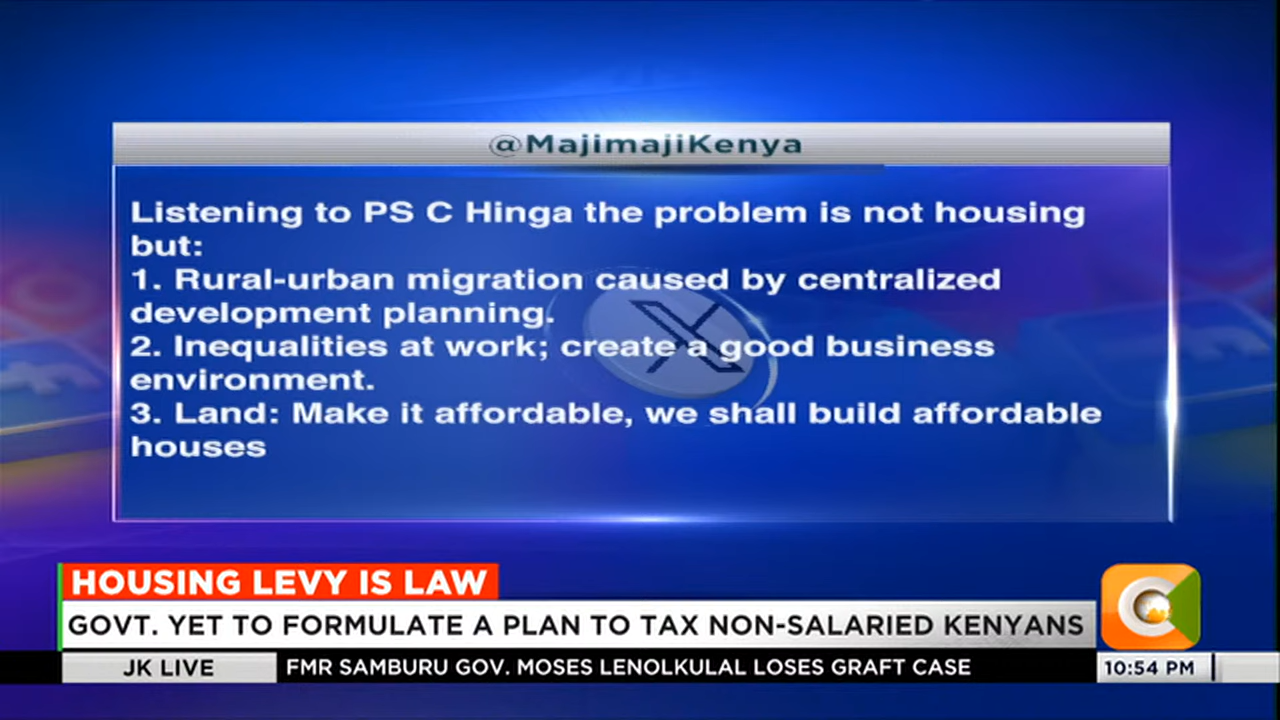 @MajimajiKenya
Listening to PS C Hinga the problem is not housing
but:
1. Rural-urban migration caused by centralized
development planning.
2. Inequalities at work; create a good business
environment.
3. Land: Make it affordable, we shall build affordable
houses
HOUSING LEVY IS LAW
GOVT. YET TO FORMULATE A PLAN TO TAX NON-SALARIED KENYANS
JK LIVE
FMR SAMBURU GOV. MOSES LENOLKULAL LOSES GRAFT CASE
10:54 PM